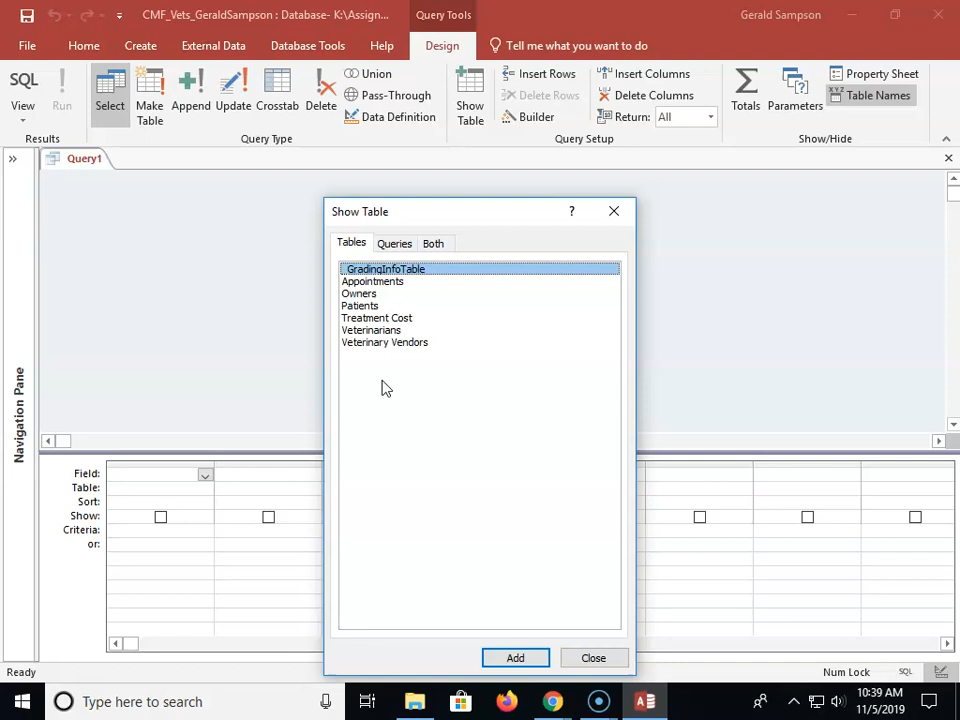 CMF_Vets_GeraldSampson : Database- K:\Assign...
Query Tools
Gerald Sampson
File
Home
Create
External Data
Database Tools
Help
Design
Tell me what you want to do
SQL
View
Run
Results
Select
Make Table
Append
Update
Crosstab
Delete
Union
Pass-Through
Data Definition
Query Type
Show Table
Insert Rows
Delete Rows
Builder
Insert Columns
Delete Columns
Return: All
Query Setup
Totals
Parameters
Property Sheet
XYZ
Table Names
Show/Hide
Query1
Navigation Pane
Show Table
?
Tables
Queries
Both
_GradingInfoTable
Appointments
Owners
Patients
Treatment Cost
Veterinarians
Veterinary Vendors
Add
Close
Field:
Table:
Sort:
Show:
Criteria:
or:
Ready
Num Lock
SQL
Type here to search
10:39 AM
11/5/2019